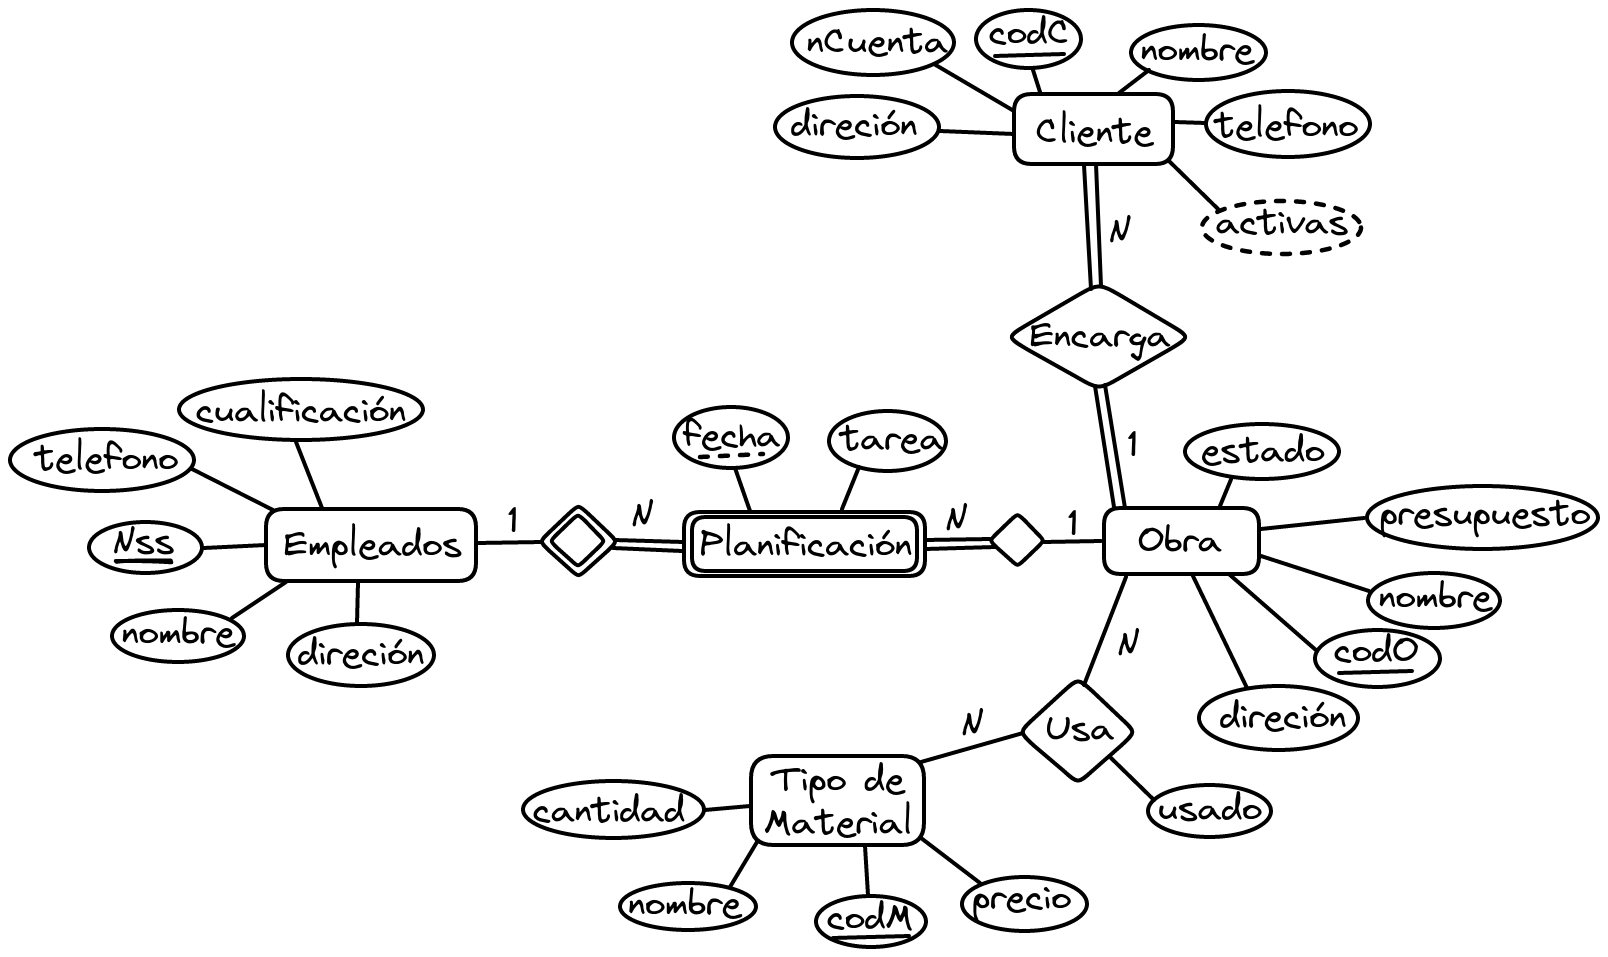 nCuenta
codC
nombre
direción
Cliente
telefono
activas
N
Encarga
1
cualificación
telefono
fecha
tarea
estado
presupuesto
Nss
Empleados
1
N
Planificación
N
1
Obra
nombre
direción
nombre
codO
N
direción
N
Usa
usado
Tipo de
Material
cantidad
nombre
codM
precio